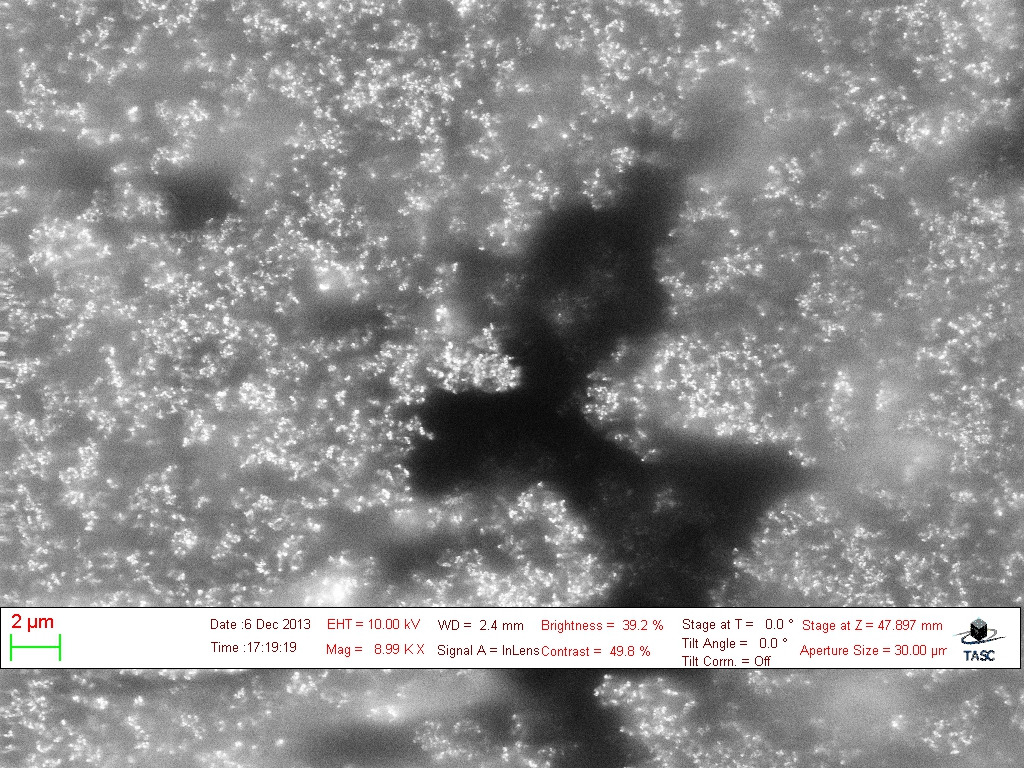 2 µm
Date :6 Dec 2013 EHT = 10.00 kV WD = 2.4 mm Brightness = 39.2 % Stage at T = 0.0 ° Stage at Z = 47.897 mm
Time :17:19:19 Mag = 8.99 K X Signal A = InLens Contrast = 49.8 % Tilt Angle = 0.0 ° Aperture Size = 30.00 µm
Tilt Corrn. = Off
TASC